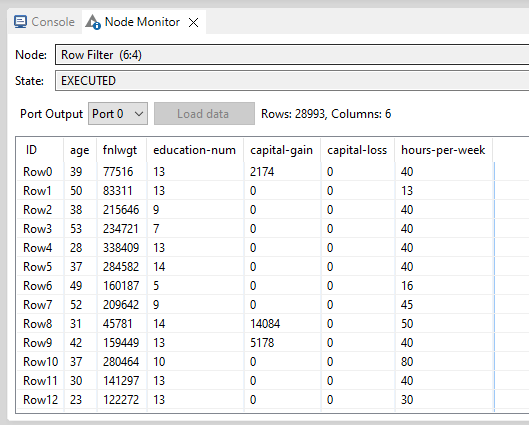 Console Node Monitor
Node: Row Filter (6:4)
State: EXECUTED
Port Output Port 0 Load data Rows: 28993, Columns: 6
ID age fnlwgt education-num capital-gain capital-loss hours-per-week
Row0 39 77516 13 2174 0 40
Row1 50 83311 13 0 0 13
Row2 38 215646 9 0 0 40
Row3 53 234721 7 0 0 40
Row4 28 338409 13 0 0 40
Row5 37 284582 14 0 0 40
Row6 49 160187 5 0 0 16
Row7 52 209642 9 0 0 45
Row8 31 45781 14 14084 0 50
Row9 42 159449 13 5178 0 40
Row10 37 280464 10 0 0 80
Row11 30 141297 13 0 0 40
Row12 23 122272 13 0 0 30